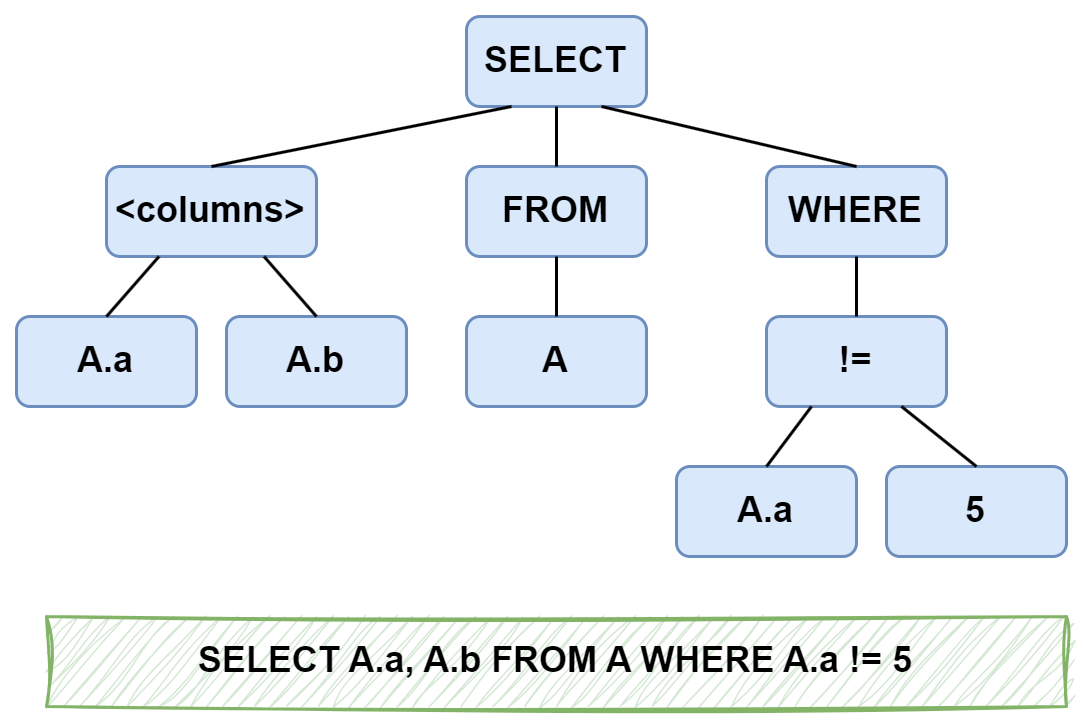 SELECT
<columns> FROM WHERE
A.a A.b A !=
A.a 5
SELECT A.a, A.b FROM A WHERE A.a != 5